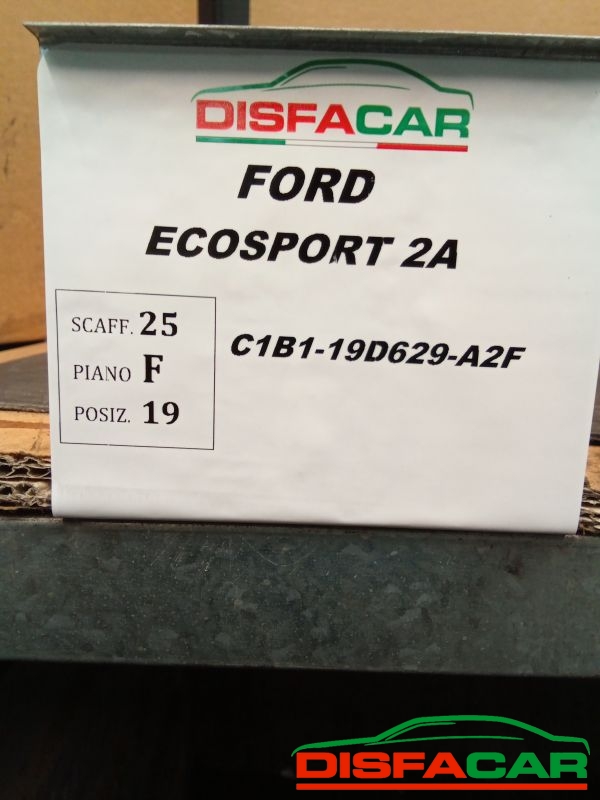 DISFACAR
FORD
ECOSPORT 2A
SCAFF. 25
PIANO F
POSIZ. 19
C1B1-19D629-A2F
DISFACAR